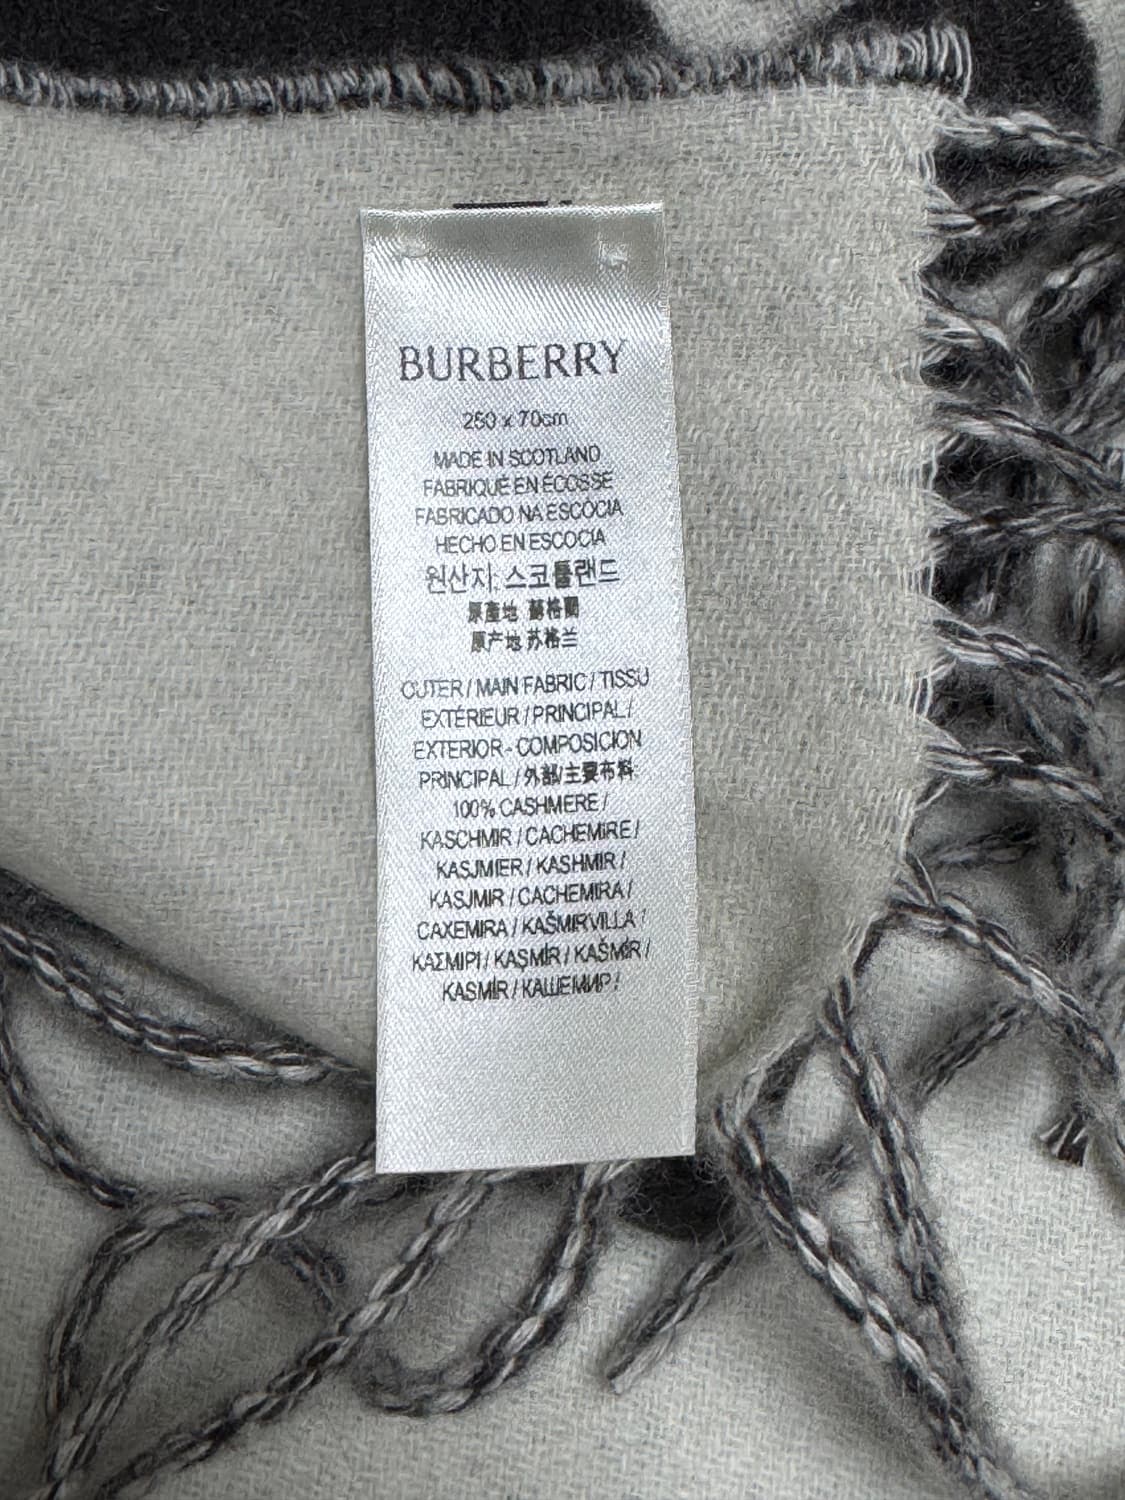 BURBERRY
250 x 70cm
MADE IN SCOTLAND
FABRIQUÉ EN ÉCOSSE
FABRICADO NA ESCÓCIA
HECHO EN ESCOCIA
원산지: 스코틀랜드
原產地 蘇格蘭
原产地 苏格兰
OUTER / MAIN FABRIC / TISSU
EXTÉRIEUR / PRINCIPAL /
EXTERIOR - COMPOSICION
PRINCIPAL / 外部/主要布料
100% CASHMERE /
KASCHMIR / CACHEMIRE /
KASJMIER / KASHMIR /
KASJMIR / CACHEMIRA /
CAXEMIRA / KAŠMIRVILLA /
ΚΑΣΜΙΡΙ / KAŞMİR / KAŠMÍR /
KASMÍR / КАШЕМИР /